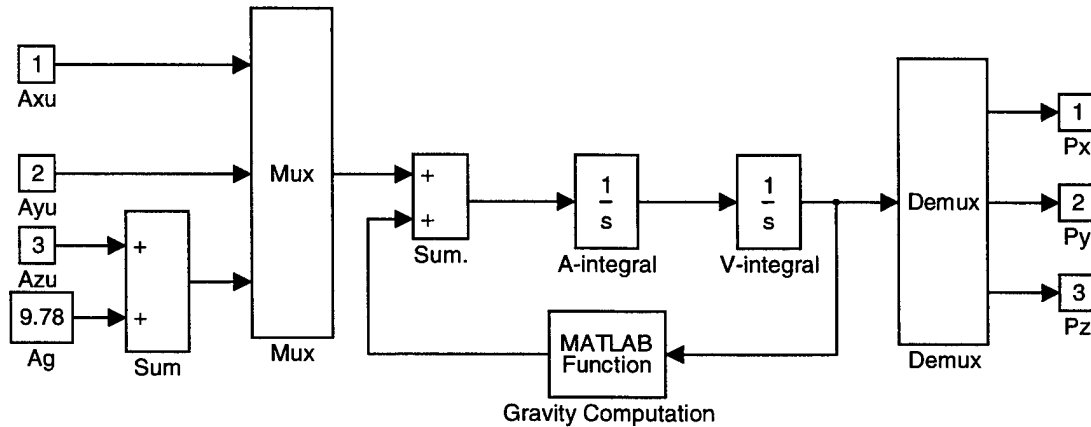 1
Axu
2
Ayu
3
Azu
9.78
Ag
+
+
Sum
Mux
Mux
+
+
Sum.
1
s
A-integral
1
s
V-integral
MATLAB
Function
Gravity Computation
Demux
Demux
1
Px
2
Py
3
Pz